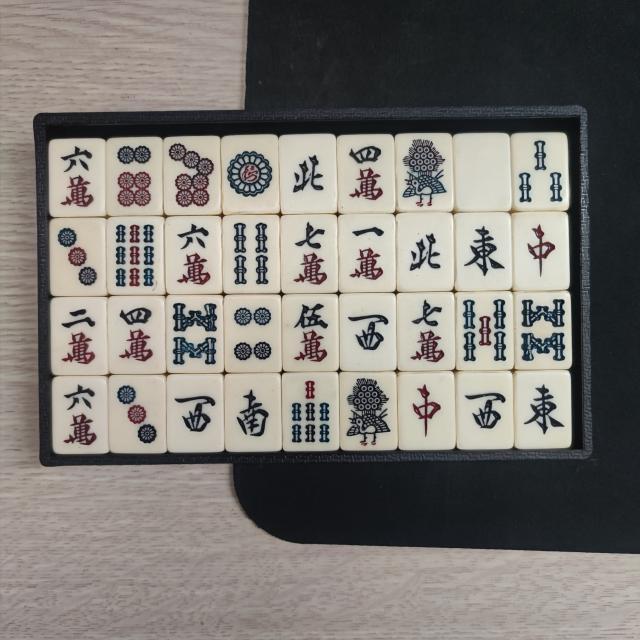 六萬 北 四萬
六萬 七萬 一萬 北 東 中
二萬 四萬 伍萬 西 七萬
六萬 西 南 中 西 東